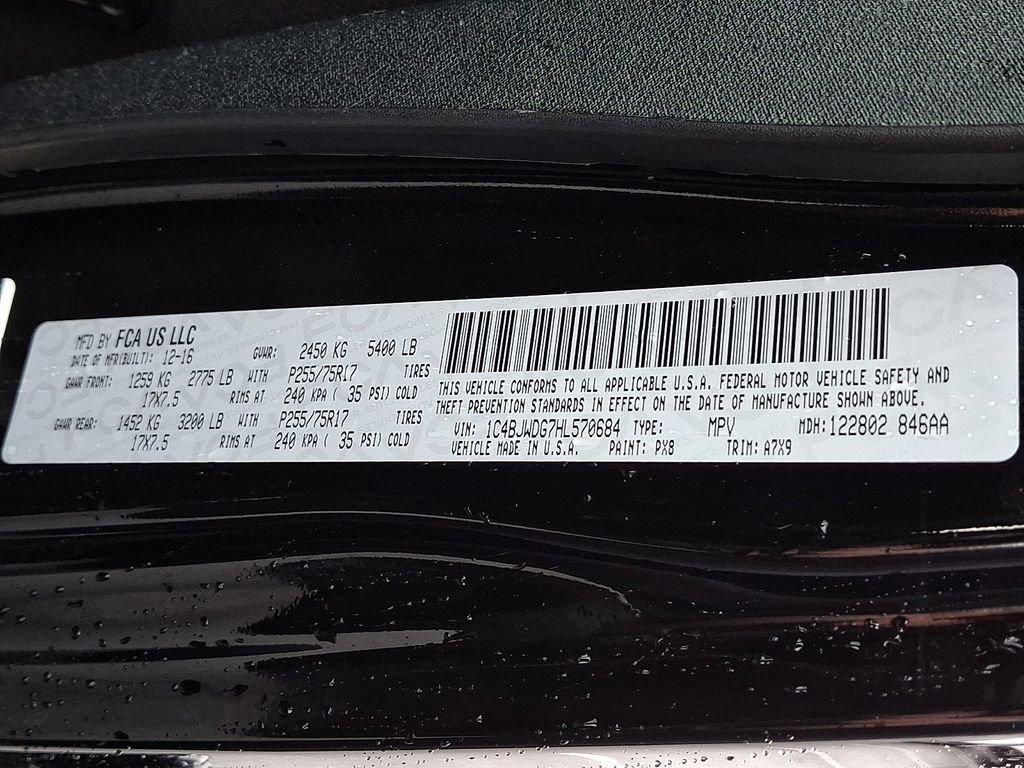 MFD BY FCA US LLC
DATE OF MFR(BUILT): 12-16 GVWR: 2450 KG 5400 LB
GAWR FRONT: 1259 KG 2775 LB WITH P255/75R17 TIRES
17X7.5 RIMS AT 240 KPA ( 35 PSI) COLD
GAWR REAR: 1452 KG 3200 LB WITH P255/75R17 TIRES
17X7.5 RIMS AT 240 KPA ( 35 PSI) COLD
THIS VEHICLE CONFORMS TO ALL APPLICABLE U.S.A. FEDERAL MOTOR VEHICLE SAFETY AND
THEFT PREVENTION STANDARDS IN EFFECT ON THE DATE OF MANUFACTURE SHOWN ABOVE.
VIN: 1C4BJWDG7HL570684 TYPE: MPV MDH: 122802 846AA
VEHICLE MADE IN U.S.A. PAINT: PX8 TRIM: A7X9